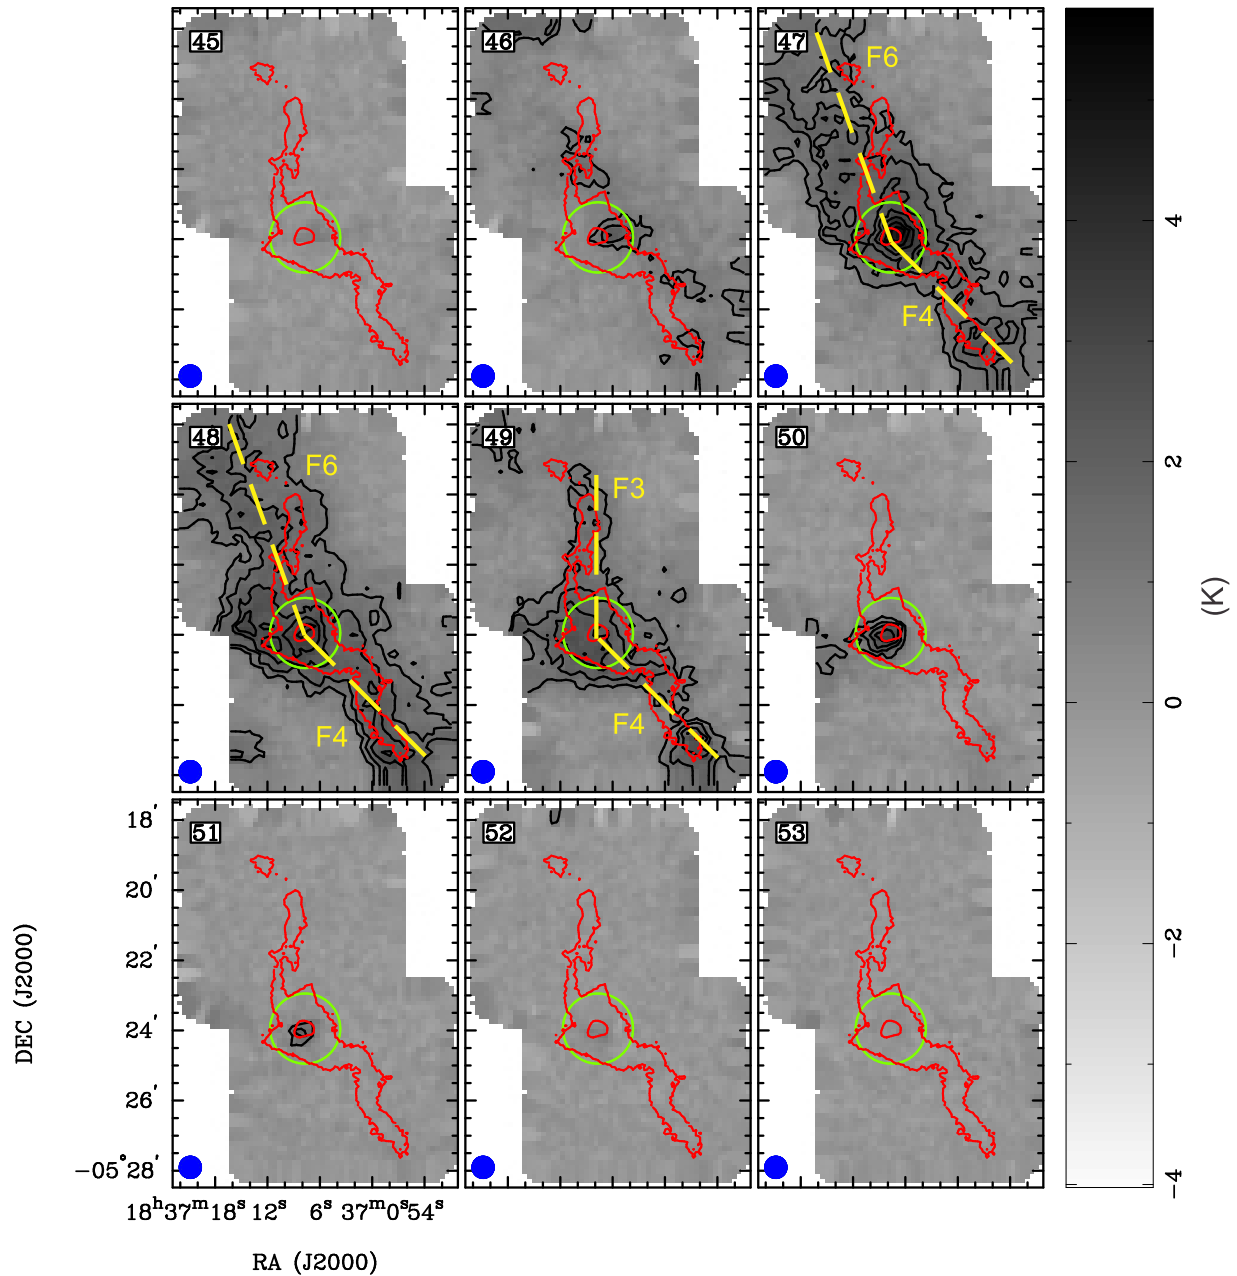 45
46
47
F6
F4
48
F6
F4
49
F3
F4
50
51
52
53
4
2
0
−2
−4
(K)
18′
20′
22′
24′
26′
−05°28′
DEC (J2000)
18ʰ37ᵐ18ˢ 12ˢ 6ˢ 37ᵐ0ˢ54ˢ
RA (J2000)